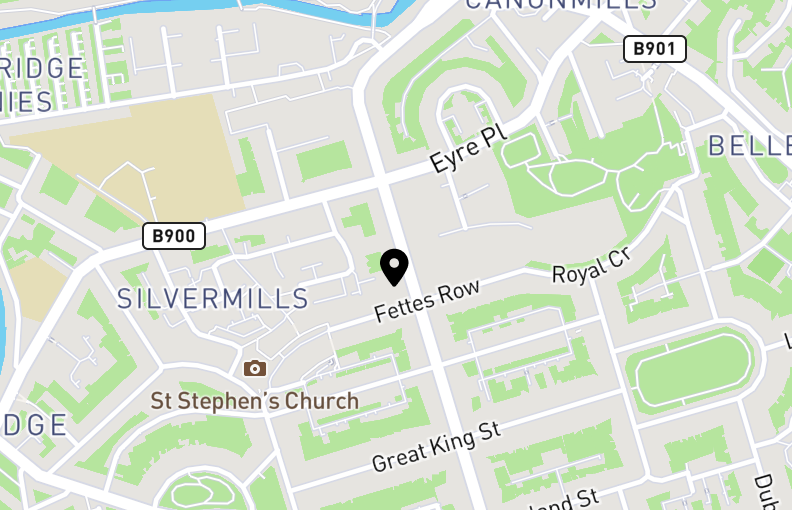 CANONMILLS
B901
RIDGE
NIES
Eyre Pl
BELLE
B900
Royal Cr
SILVERMILLS
Fettes Row
St Stephen's Church
DGE
Great King St
land St
Dub